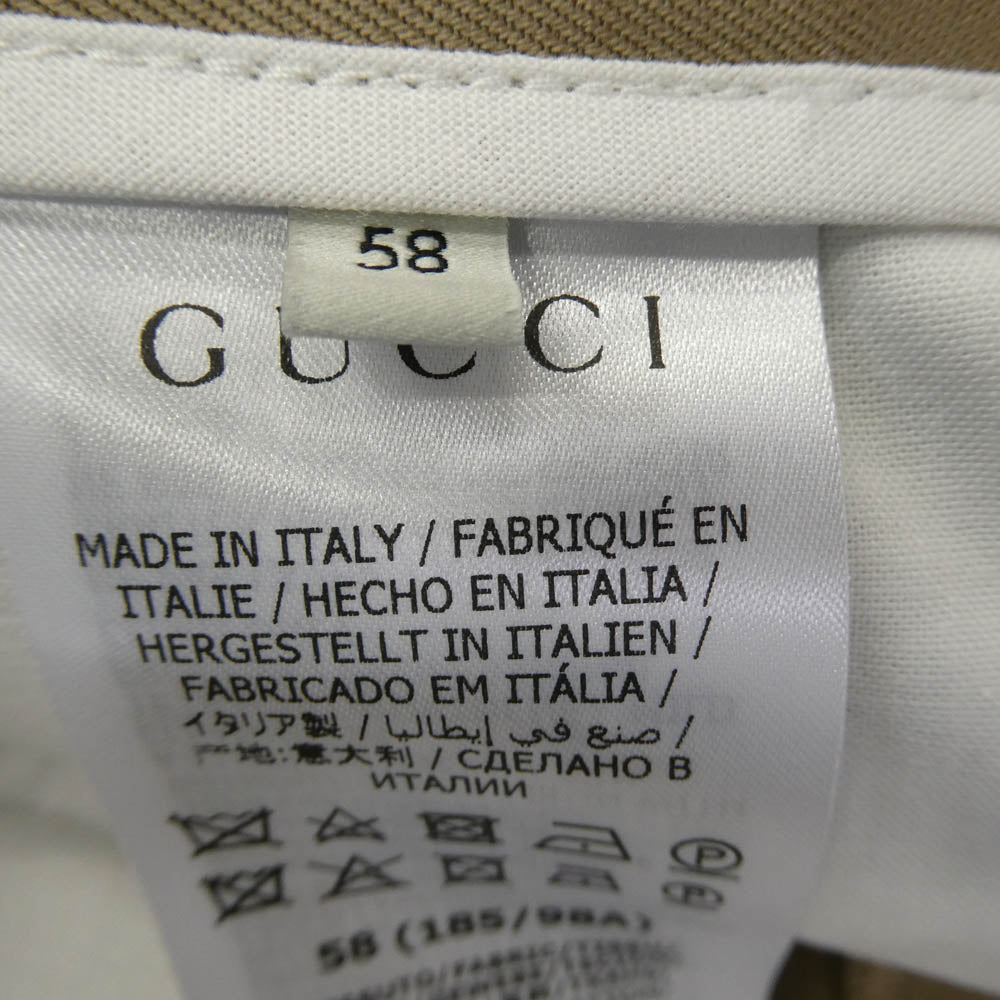 58
GUCCI
MADE IN ITALY / FABRIQUÉ EN
ITALIE / HECHO EN ITALIA /
HERGESTELLT IN ITALIEN /
FABRICADO EM ITÁLIA /
イタリア製 / صنع في إيطاليا /
产地:意大利 / СДЕЛАНО В
ИТАЛИИ
P
P
58 (185/98A)